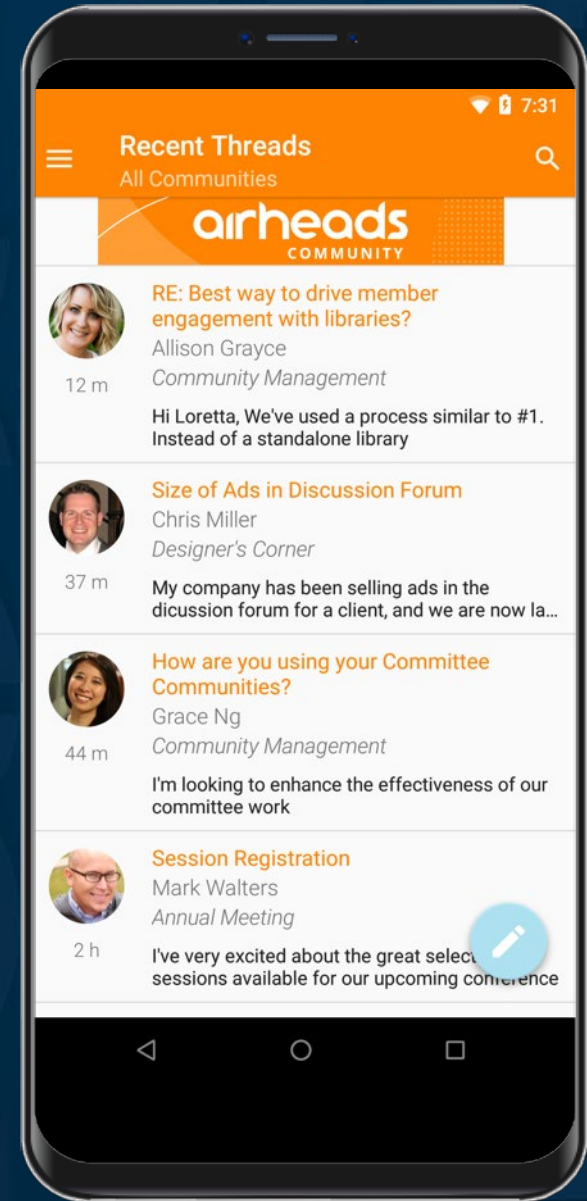 7:31
Recent Threads
All Communities
airheads
COMMUNITY
RE: Best way to drive member
engagement with libraries?
Allison Grayce
12 m
Community Management
Hi Loretta, We've used a process similar to #1.
Instead of a standalone library
Size of Ads in Discussion Forum
Chris Miller
Designer's Corner
37 m
My company has been selling ads in the
dicussion forum for a client, and we are now la...
How are you using your Committee
Communities?
Grace Ng
44 m
Community Management
I'm looking to enhance the effectiveness of our
committee work
Session Registration
Mark Walters
Annual Meeting
2 h
I've very excited about the great
sessions available for our upcoming conference